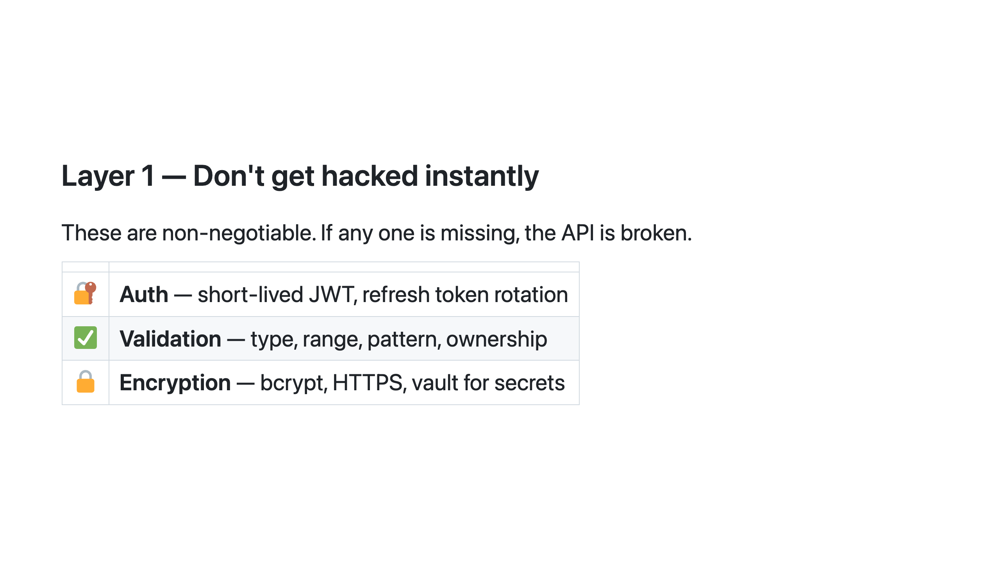 Layer 1 — Don't get hacked instantly
These are non-negotiable. If any one is missing, the API is broken.
🔐 Auth — short-lived JWT, refresh token rotation
✅ Validation — type, range, pattern, ownership
🔒 Encryption — bcrypt, HTTPS, vault for secrets